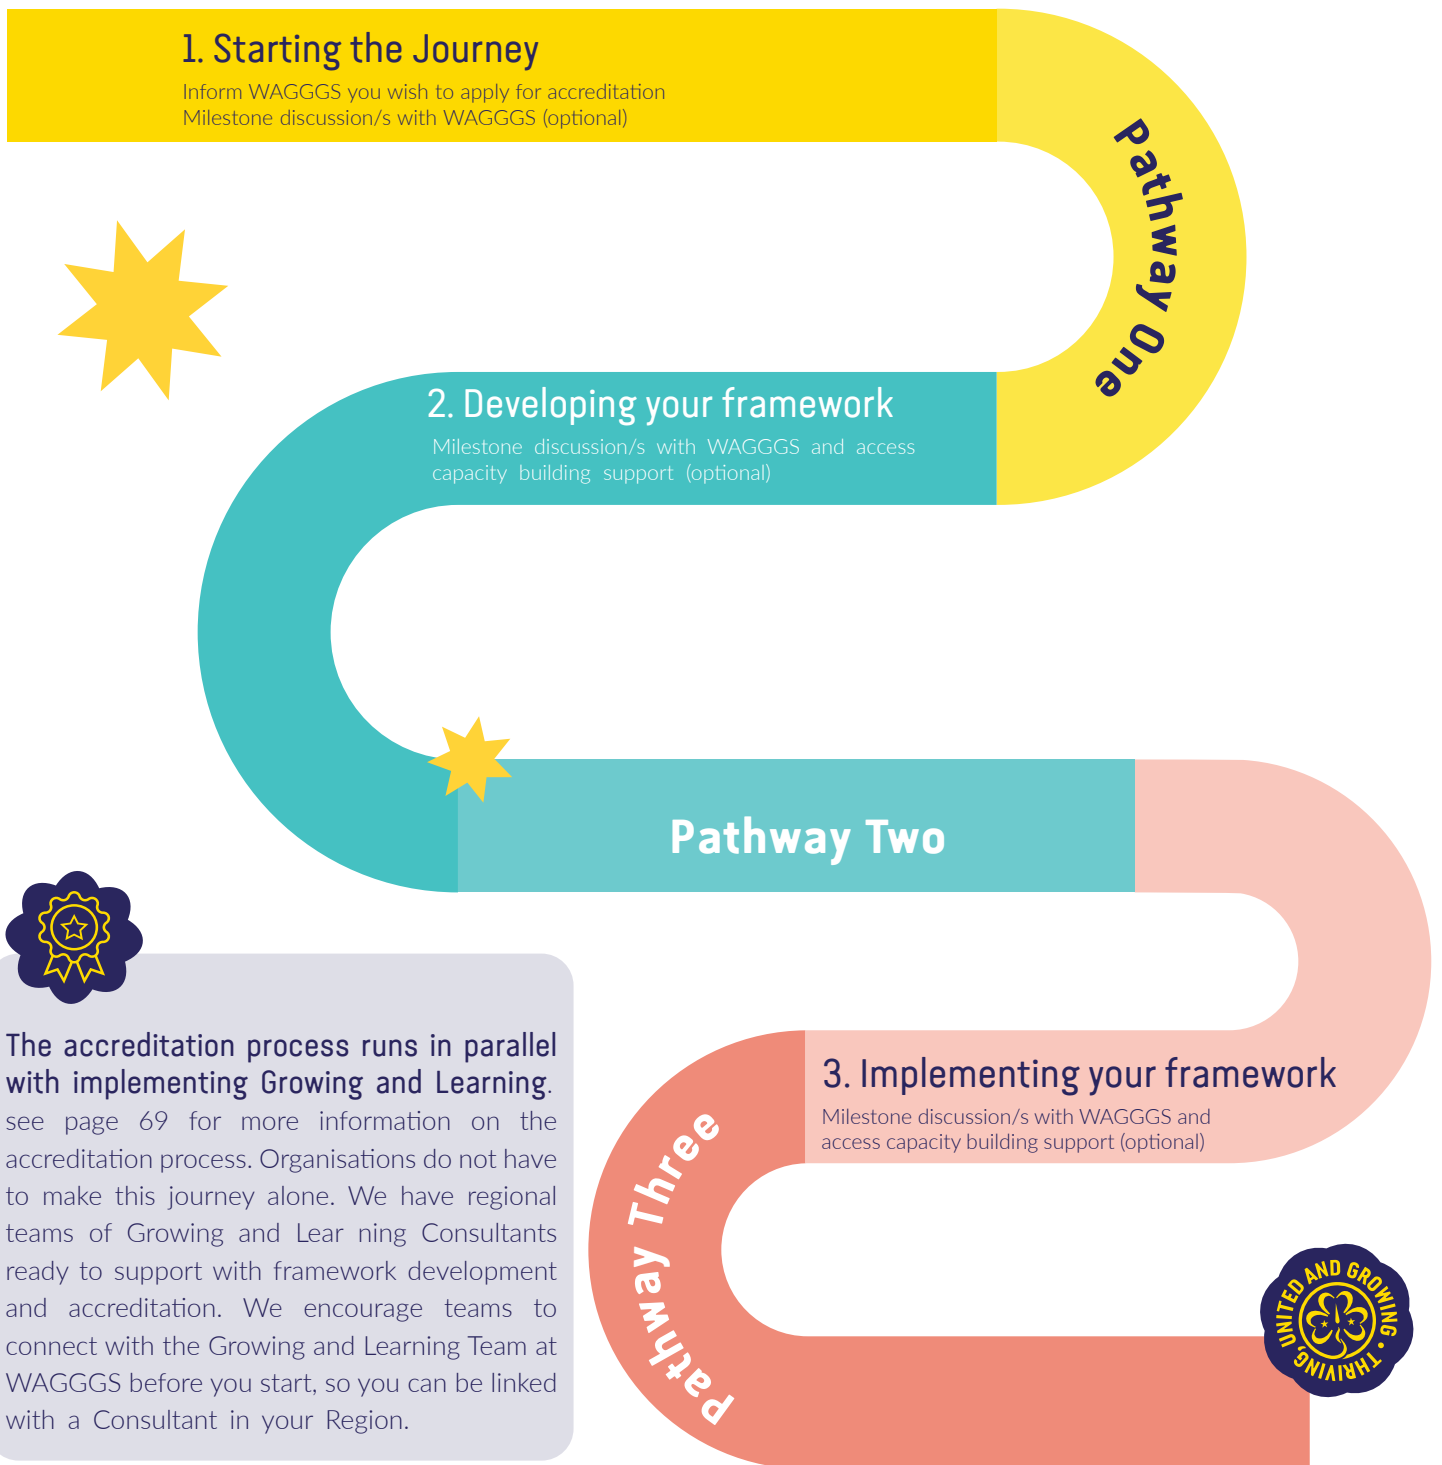 1. Starting the Journey
Inform WAGGGS you wish to apply for accreditation
Milestone discussion/s with WAGGGS (optional)
Pathway One
2. Developing your framework
Milestone discussion/s with WAGGGS and access
capacity building support (optional)
Pathway Two
3. Implementing your framework
Milestone discussion/s with WAGGGS and
access capacity building support (optional)
Pathway Three
The accreditation process runs in parallel
with implementing Growing and Learning.
see page 69 for more information on the
accreditation process. Organisations do not have
to make this journey alone. We have regional
teams of Growing and Lear ning Consultants
ready to support with framework development
and accreditation. We encourage teams to
connect with the Growing and Learning Team at
WAGGGS before you start, so you can be linked
with a Consultant in your Region.
THRIVING, UNITED AND GROWING •